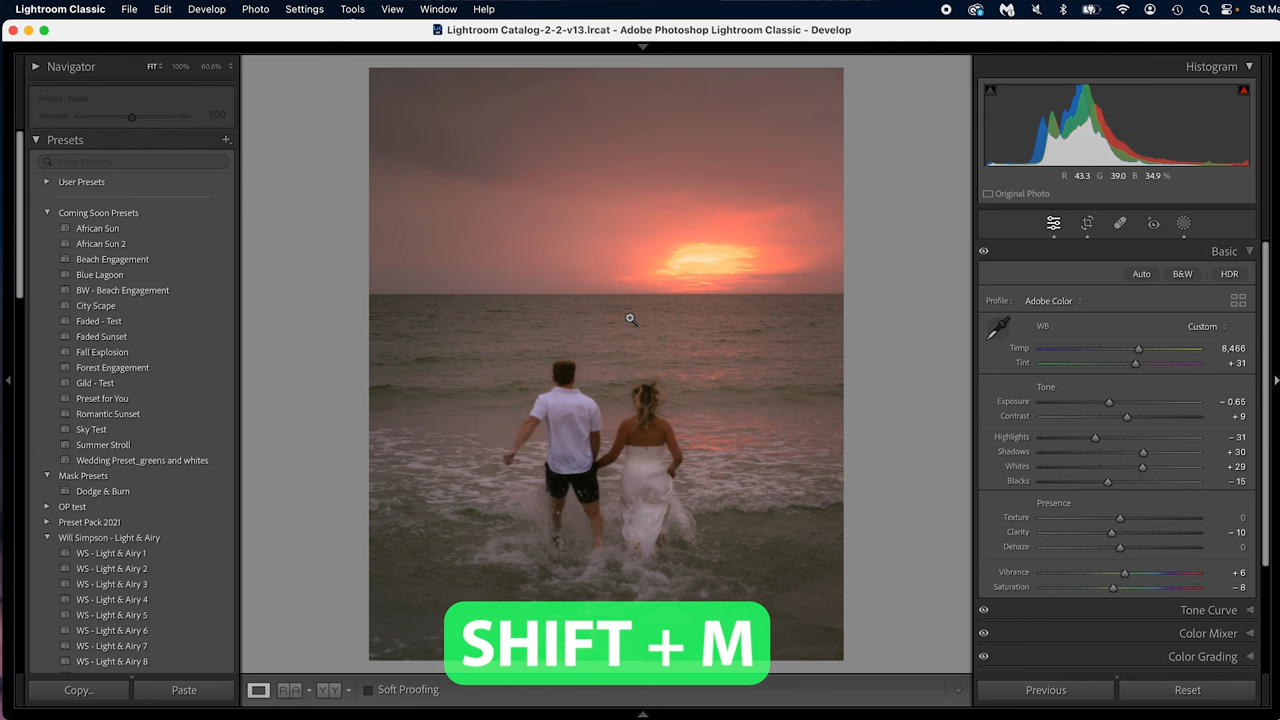 Lightroom Classic File Edit Develop Photo Settings Tools View Window Help Sat Ma
Lightroom Catalog-2-2-v13.lrcat - Adobe Photoshop Lightroom Classic - Develop
Navigator FIT 100% 60.6%
Preset : None
Amount 100
Presets
Filter Presets
User Presets
Coming Soon Presets
African Sun
African Sun 2
Beach Engagement
Blue Lagoon
BW - Beach Engagement
City Scape
Faded - Test
Faded Sunset
Fall Explosion
Forest Engagement
Gild - Test
Preset for You
Romantic Sunset
Sky Test
Summer Stroll
Wedding Preset_greens and whites
Mask Presets
Dodge & Burn
OP test
Preset Pack 2021
Will Simpson - Light & Airy
WS - Light & Airy 1
WS - Light & Airy 2
WS - Light & Airy 3
WS - Light & Airy 4
WS - Light & Airy 5
WS - Light & Airy 6
WS - Light & Airy 7
WS - Light & Airy 8
Copy... Paste
SHIFT + M
RA YY Soft Proofing
Histogram
R 43.3 G 39.0 B 34.9 %
Original Photo
Basic
Auto B&W HDR
Profile : Adobe Color
WB : Custom
Temp 8,466
Tint + 31
Tone
Exposure - 0.65
Contrast + 9
Highlights - 31
Shadows + 30
Whites + 29
Blacks - 15
Presence
Texture 0
Clarity - 10
Dehaze 0
Vibrance + 6
Saturation - 8
Tone Curve
Color Mixer
Color Grading
Previous Reset